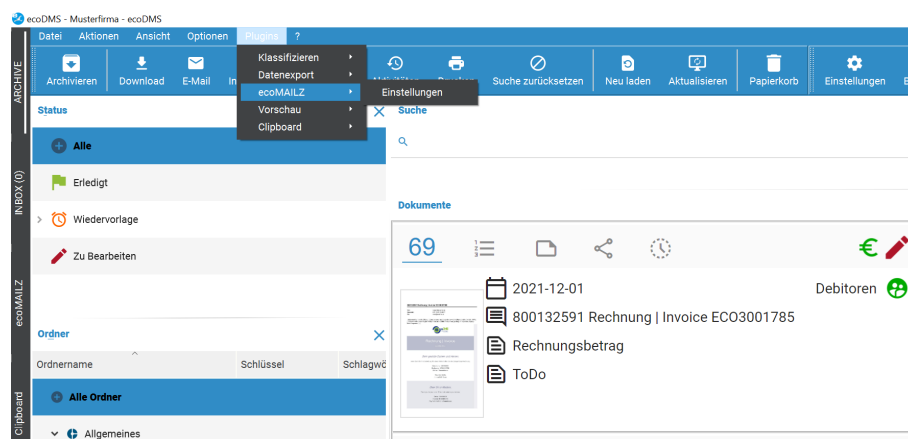 ecoDMS - Musterfirma - ecoDMS
Datei Aktionen Ansicht Optionen Plugins ?
Archivieren Download E-Mail Suche zurücksetzen Neu laden Aktualisieren Papierkorb Einstellungen
Klassifizieren
Datenexport
ecoMAILZ
Einstellungen
Vorschau
Clipboard
ARCHIVE
INBOX (0)
ecoMAILZ
Clipboard
Status
Alle
Erledigt
Wiedervorlage
Zu Bearbeiten
Ordner
Ordnername Schlüssel Schlagwo
Alle Ordner
Allgemeines
Suche
Dokumente
69
2021-12-01 Debitoren
800132591 Rechnung | Invoice ECO3001785
Rechnungsbetrag
ToDo